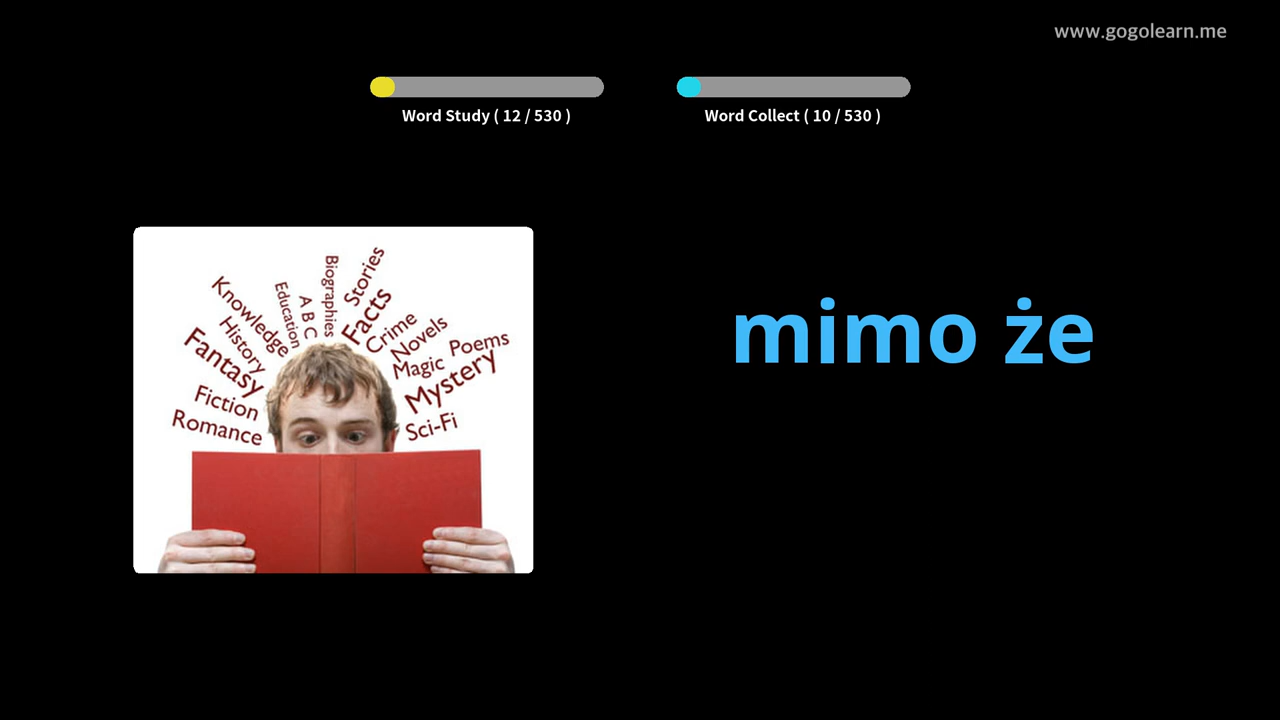 www.gogolearn.me
Word Study ( 12 / 530 )
Word Collect ( 10 / 530 )
mimo że
Knowledge
History
Fantasy
Fiction
Romance
Education
A B C
Biographies
Stories
Facts
Crime
Novels
Magic
Poems
Mystery
Sci-Fi